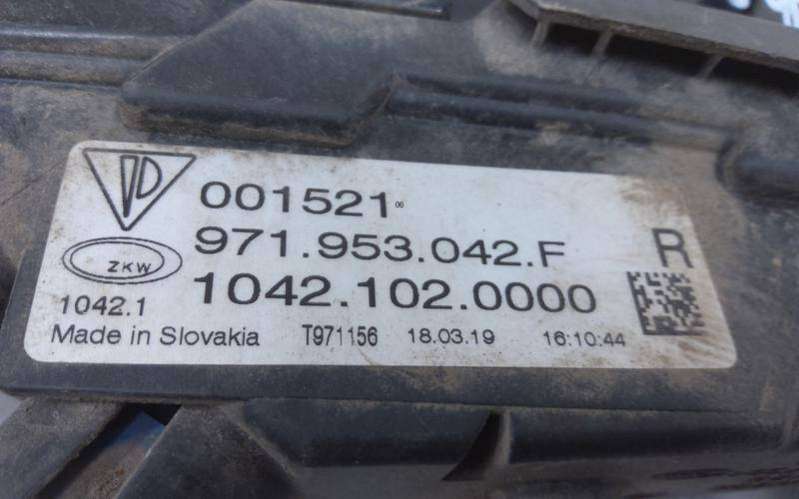 001521 00
971.953.042.F R
ZKW
1042.102.0000
1042.1
Made in Slovakia T971156 18.03.19 16:10:44